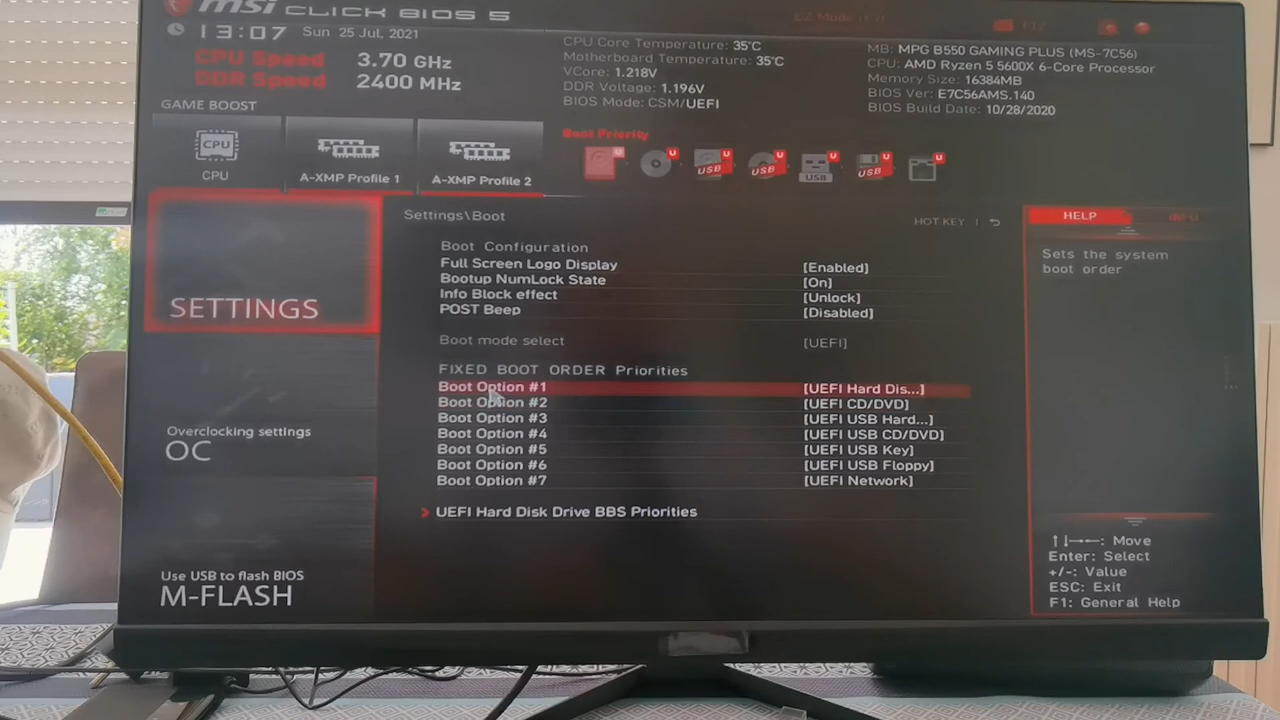 msi CLICK BIOS 5
EZ Mode (F7)
F12
13:07 Sun 25 Jul, 2021
CPU Speed 3.70 GHz
DDR Speed 2400 MHz
CPU Core Temperature: 35°C
Motherboard Temperature: 35°C
VCore: 1.218V
DDR Voltage: 1.196V
BIOS Mode: CSM/UEFI
MB: MPG B550 GAMING PLUS (MS-7C56)
CPU: AMD Ryzen 5 5600X 6-Core Processor
Memory Size: 16384MB
BIOS Ver: E7C56AMS.140
BIOS Build Date: 10/28/2020
GAME BOOST
CPU
CPU
A-XMP Profile 1
A-XMP Profile 2
Boot Priority
U U USB U USB U USB U USB U U
SETTINGS
Overclocking settings
OC
Use USB to flash BIOS
M-FLASH
Settings\Boot
HOT KEY |
Boot Configuration
Full Screen Logo Display [Enabled]
Bootup NumLock State [On]
Info Block effect [Unlock]
POST Beep [Disabled]
Boot mode select [UEFI]
FIXED BOOT ORDER Priorities
Boot Option #1 [UEFI Hard Dis...]
Boot Option #2 [UEFI CD/DVD]
Boot Option #3 [UEFI USB Hard...]
Boot Option #4 [UEFI USB CD/DVD]
Boot Option #5 [UEFI USB Key]
Boot Option #6 [UEFI USB Floppy]
Boot Option #7 [UEFI Network]
> UEFI Hard Disk Drive BBS Priorities
HELP INFO
Sets the system
boot order
↑↓→←: Move
Enter: Select
+/-: Value
ESC: Exit
F1: General Help